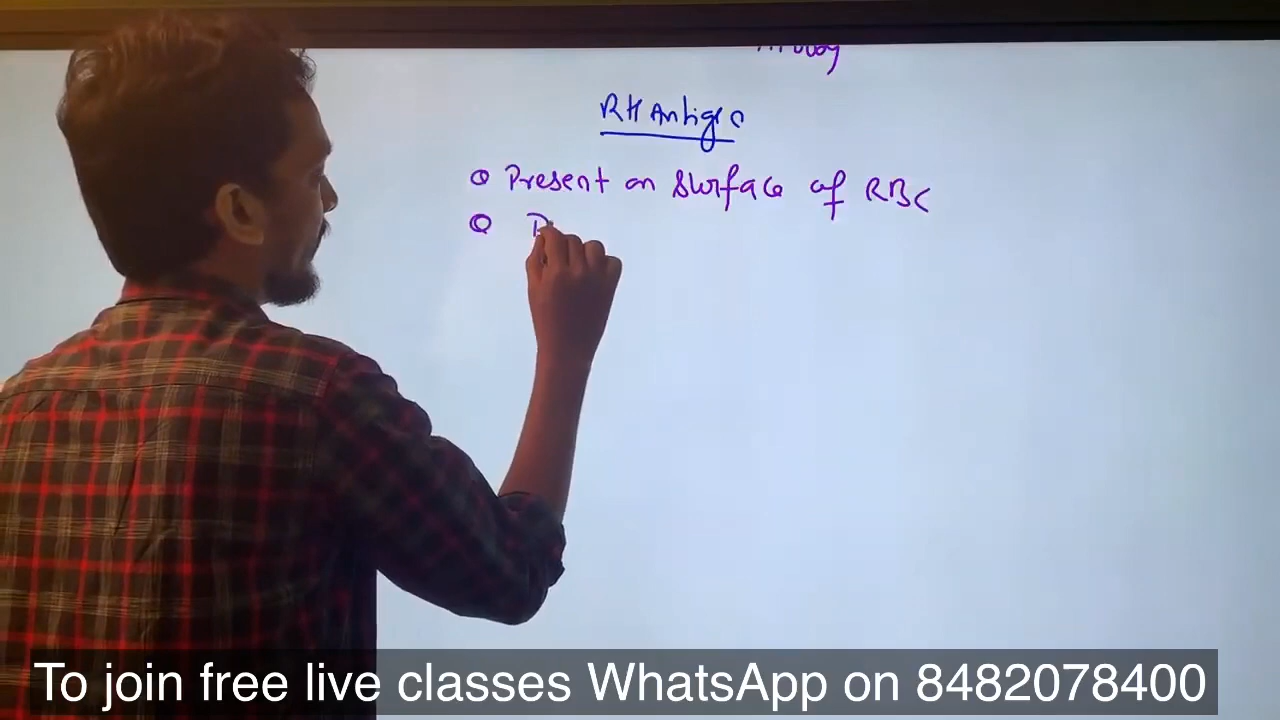 RH Antigen
Present on surface of RBC
To join free live classes WhatsApp on 8482078400